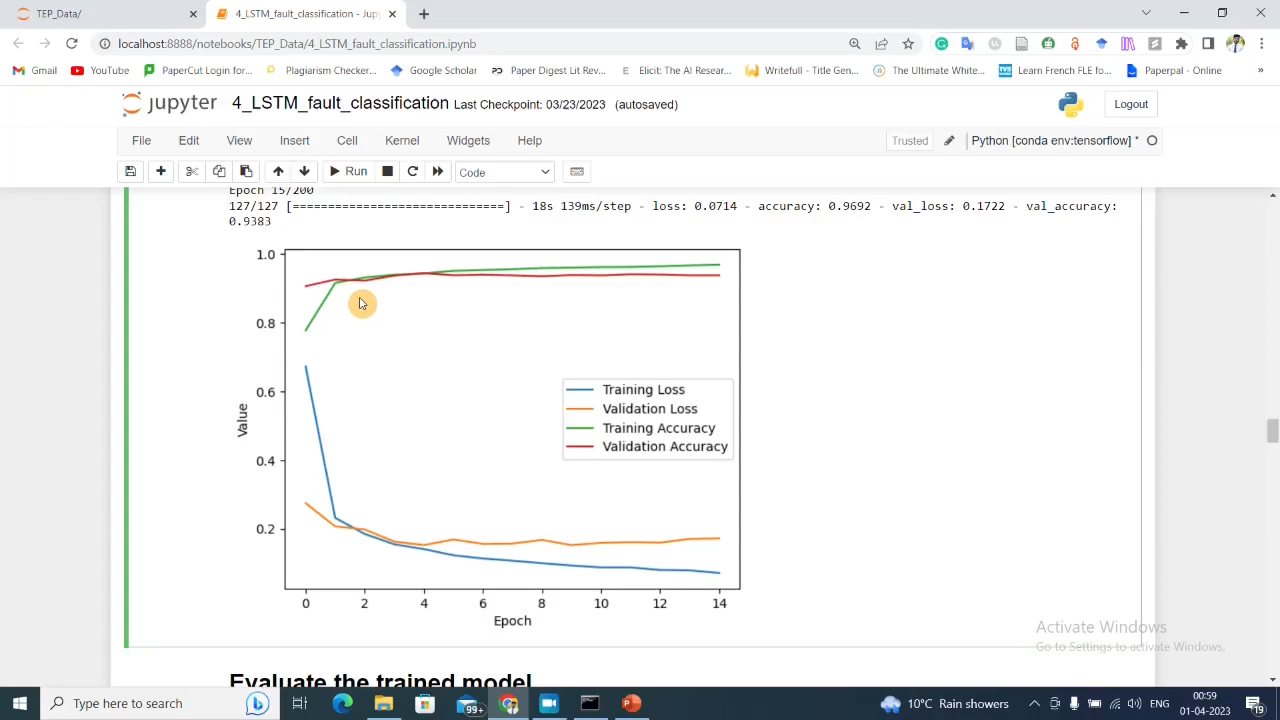 TEP_Data/
4_LSTM_fault_classification - Jup
localhost:8888/notebooks/TEP_Data/4_LSTM_fault_classification.ipynb
Gmail YouTube PaperCut Login for... Plagiarism Checker... Google Scholar Paper Digest Lit Rev... Elicit: The AI Resear... Writefull - Title Gen... The Ultimate White... Learn French FLE fo... Paperpal - Online
jupyter 4_LSTM_fault_classification Last Checkpoint: 03/23/2023 (autosaved) Logout
File Edit View Insert Cell Kernel Widgets Help Trusted Python [conda env:tensorflow] *
Run Code
Epoch 15/200
127/127 [==============================] - 18s 139ms/step - loss: 0.0714 - accuracy: 0.9692 - val_loss: 0.1722 - val_accuracy:
0.9383
1.0
0.8
0.6
0.4
0.2
Value
Training Loss
Validation Loss
Training Accuracy
Validation Accuracy
0 2 4 6 8 10 12 14
Epoch
Activate Windows
Go to Settings to activate Windows.
Evaluate the trained model
Type here to search
99+
10°C Rain showers
ENG
00:59
01-04-2023
19